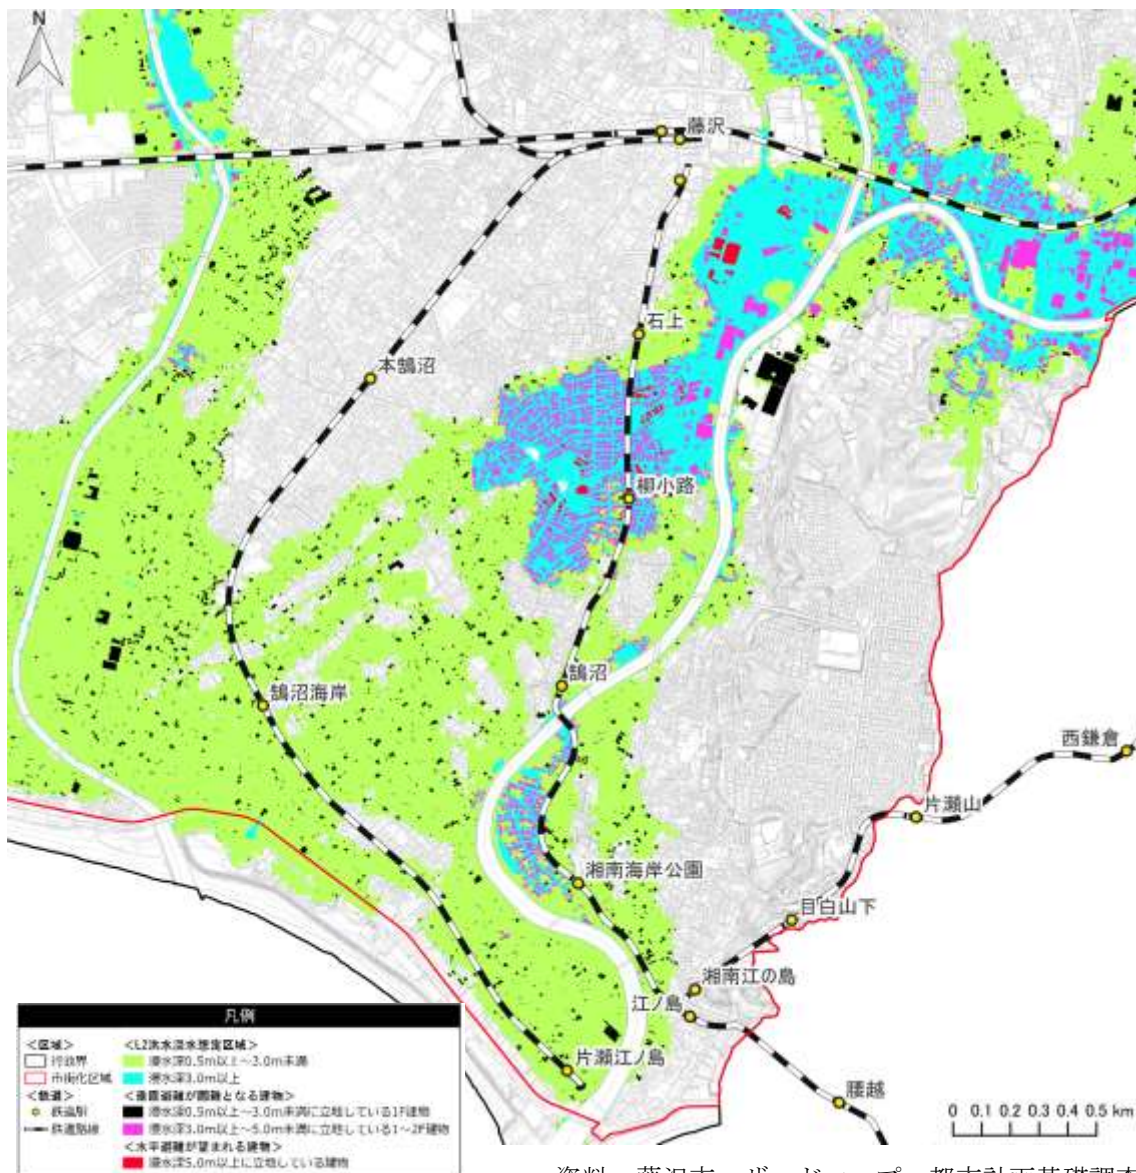 N
藤沢
石上
本鵠沼
柳小路
鵠沼
鵠沼海岸
西鎌倉
片瀬山
湘南海岸公園
目白山下
湘南江の島
江ノ島
片瀬江ノ島
腰越
0 0.1 0.2 0.3 0.4 0.5 km
凡例
<区域>
行政界
市街化区域
<鉄道>
鉄道駅
鉄道路線
<L2洪水浸水想定区域>
浸水深0.5m以上～3.0m未満
浸水深3.0m以上
<垂直避難が困難となる建物>
浸水深0.5m以上～3.0m未満に立地している1F建物
浸水深3.0m以上～5.0m未満に立地している1～2F建物
<水平避難が望まれる建物>
浸水深5.0m以上に立地している建物